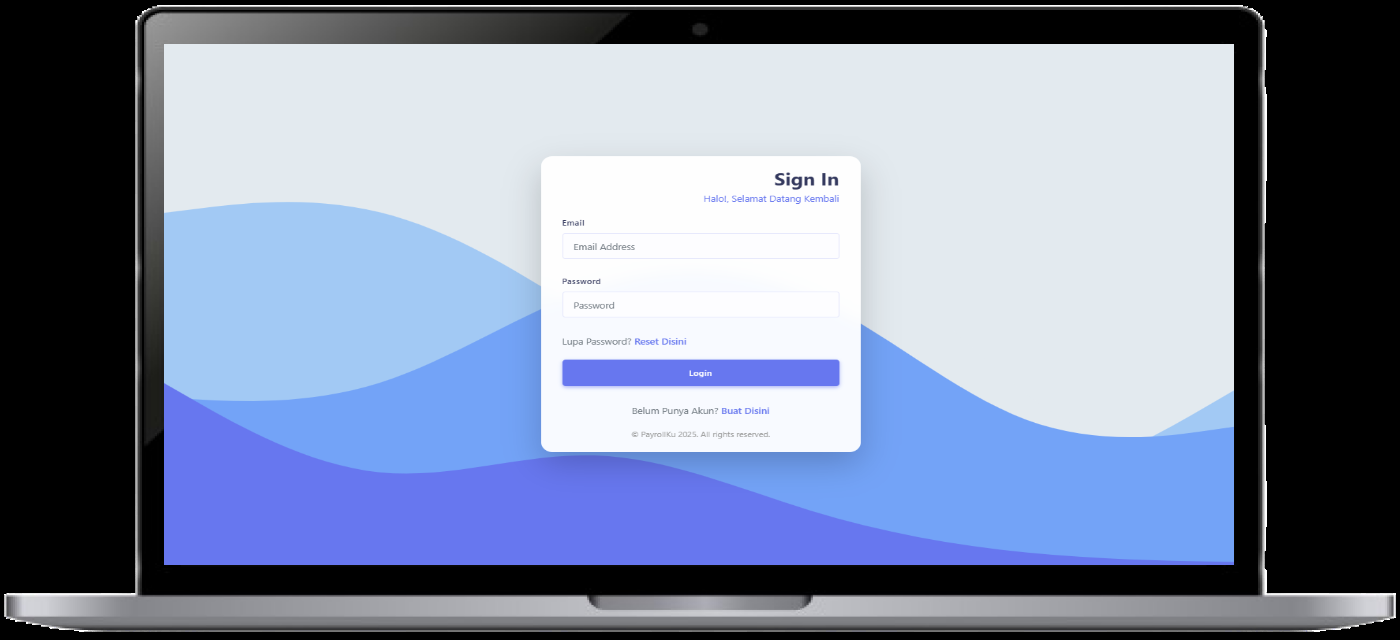 Sign In
Halo!, Selamat Datang Kembali
Email
Email Address
Password
Password
Lupa Password? Reset Disini
Login
Belum Punya Akun? Buat Disini
© PayrollKu 2025. All rights reserved.